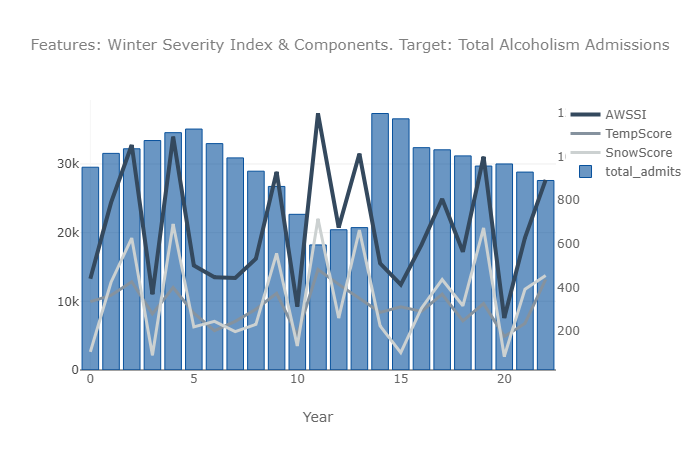 Features: Winter Severity Index & Components. Target: Total Alcoholism Admissions
30k
20k
10k
0
800
600
400
200
0 5 10 15 20
Year
AWSSI
TempScore
SnowScore
total_admits